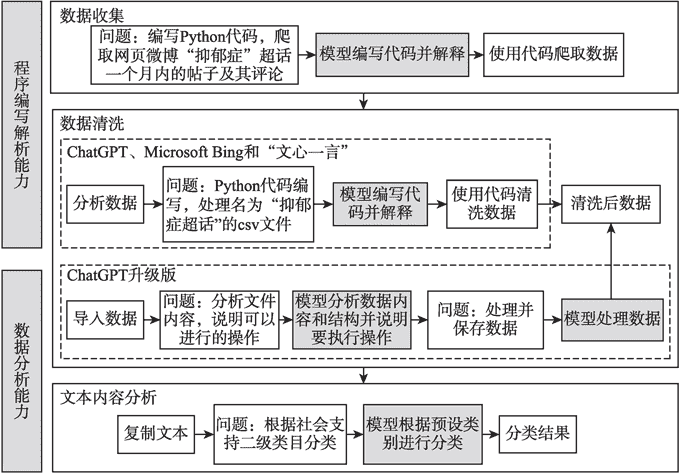 程序编写解析能力
数据分析能力
数据收集
问题：编写Python代码，爬
取网页微博“抑郁症”超话
一个月内的帖子及其评论
模型编写代码并解释
使用代码爬取数据
数据清洗
ChatGPT、Microsoft Bing和“文心一言”
分析数据
问题：Python代码编
写，处理名为“抑郁
症超话”的csv文件
模型编写代
码并解释
使用代码清
洗数据
清洗后数据
ChatGPT升级版
导入数据
问题：分析文件
内容，说明可以
进行的操作
模型分析数据内
容和结构并说明
要执行操作
问题：处理并
保存数据
模型处理数据
文本内容分析
复制文本
问题：根据社会支
持二级类目分类
模型根据预设类
别进行分类
分类结果